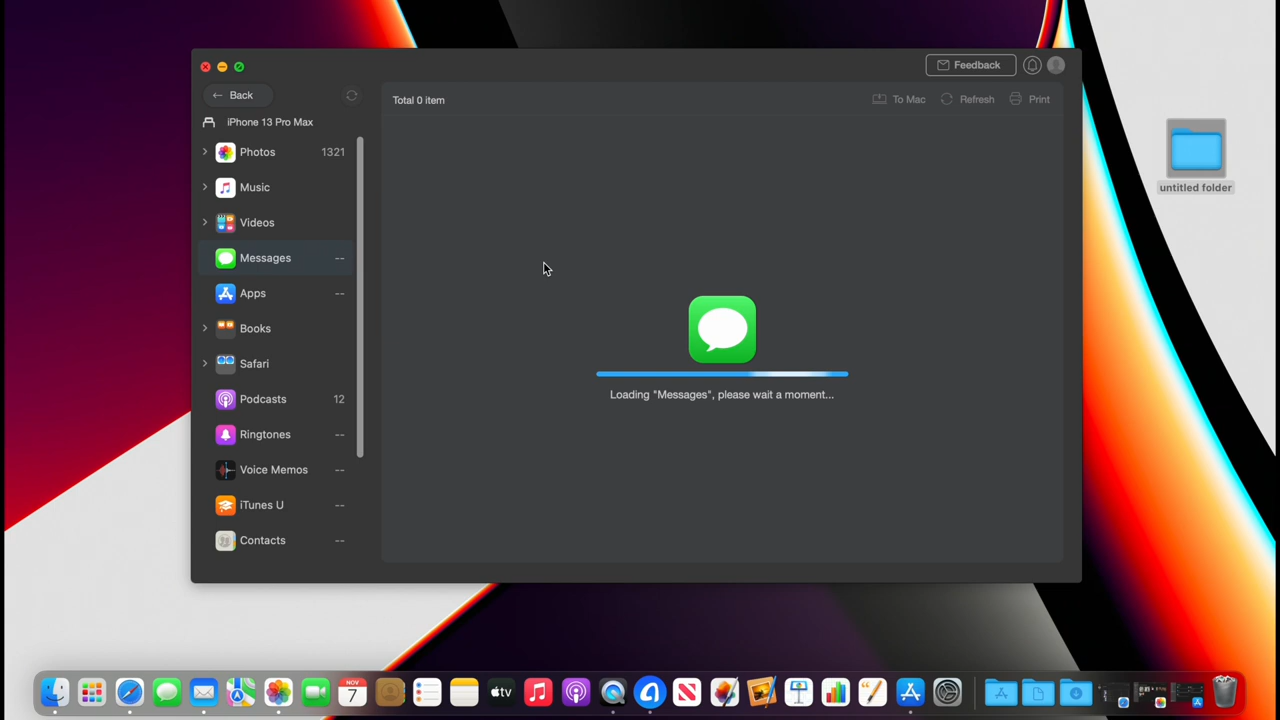 Feedback
Back
Total 0 item
To Mac
Refresh
Print
iPhone 13 Pro Max
Photos 1321
Music
Videos
Messages --
Apps --
Books
Safari
Podcasts 12
Ringtones --
Voice Memos --
iTunes U --
Contacts --
Loading "Messages", please wait a moment...
untitled folder
NOV
7
tv